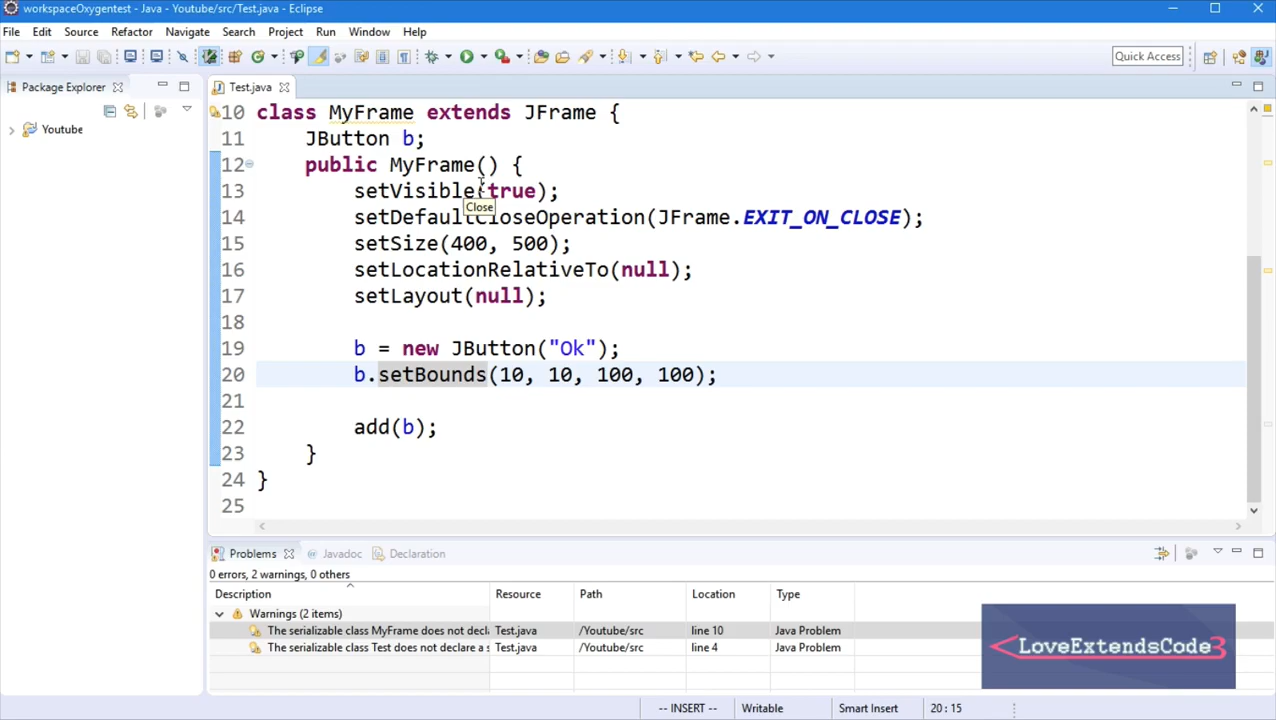 workspaceOxygentest - Java - Youtube/src/Test.java - Eclipse
File Edit Source Refactor Navigate Search Project Run Window Help
Quick Access
Package Explorer
Test.java
Youtube
10 class MyFrame extends JFrame {
11 JButton b;
12 public MyFrame() {
13 setVisible(true);
Close
14 setDefaultCloseOperation(JFrame.EXIT_ON_CLOSE);
15 setSize(400, 500);
16 setLocationRelativeTo(null);
17 setLayout(null);
18
19 b = new JButton("Ok");
20 b.setBounds(10, 10, 100, 100);
21
22 add(b);
23 }
24 }
25
Problems @ Javadoc Declaration
0 errors, 2 warnings, 0 others
Description Resource Path Location Type
Warnings (2 items)
The serializable class MyFrame does not decl Test.java /Youtube/src line 10 Java Problem
The serializable class Test does not declare a s Test.java /Youtube/src line 4 Java Problem
<LoveExtendsCode3
-- INSERT -- Writable Smart Insert 20 : 15